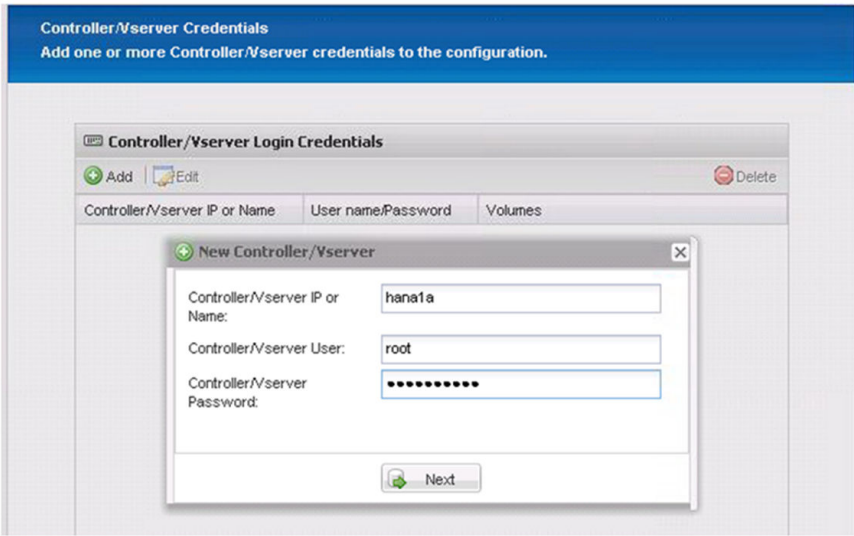 Controller/Vserver Credentials
Add one or more Controller/Vserver credentials to the configuration.
Controller/Vserver Login Credentials
Add Edit Delete
Controller/Vserver IP or Name User name/Password Volumes
New Controller/Vserver
Controller/Vserver IP or hana1a
Name:
Controller/Vserver User: root
Controller/Vserver ••••••••••
Password:
Next